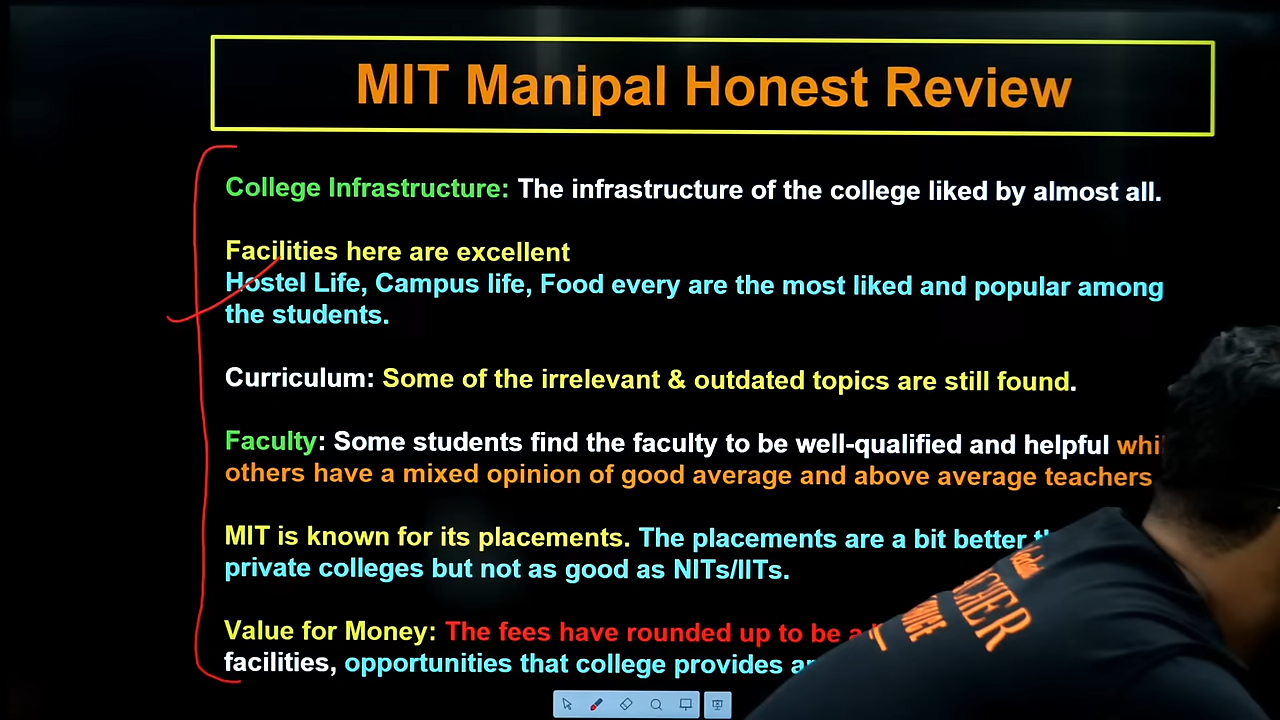 MIT Manipal Honest Review
College Infrastructure: The infrastructure of the college liked by almost all.
Facilities here are excellent
Hostel Life, Campus life, Food every are the most liked and popular among
the students.
Curriculum: Some of the irrelevant & outdated topics are still found.
Faculty: Some students find the faculty to be well-qualified and helpful
others have a mixed opinion of good average and above average teachers
MIT is known for its placements. The placements are a bit better
private colleges but not as good as NITs/IITs.
Value for Money: The fees have rounded up to be a
facilities, opportunities that college provides